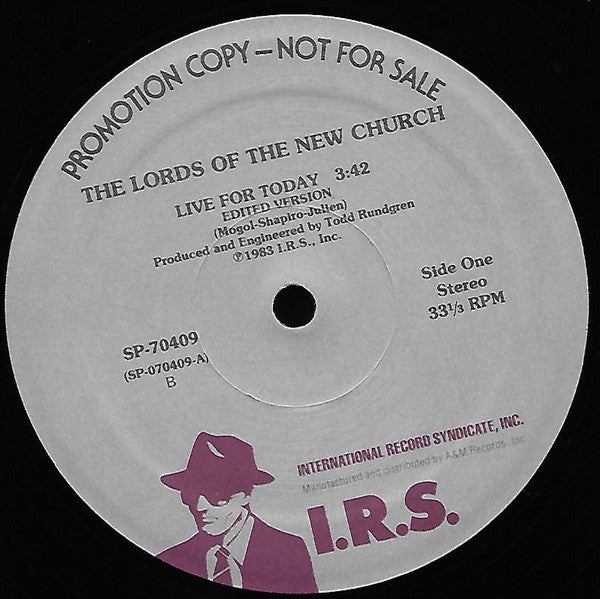 PROMOTION COPY — NOT FOR SALE
THE LORDS OF THE NEW CHURCH
LIVE FOR TODAY 3:42
EDITED VERSION
(Mogol-Shapiro-Julien)
Produced and Engineered by Todd Rundgren
℗1983 I.R.S., Inc.
Side One
Stereo
33⅓ RPM
SP-70409
(SP-070409-A)
B
INTERNATIONAL RECORD SYNDICATE, INC.
Manufactured and distributed by A&M Records, Inc
I.R.S.